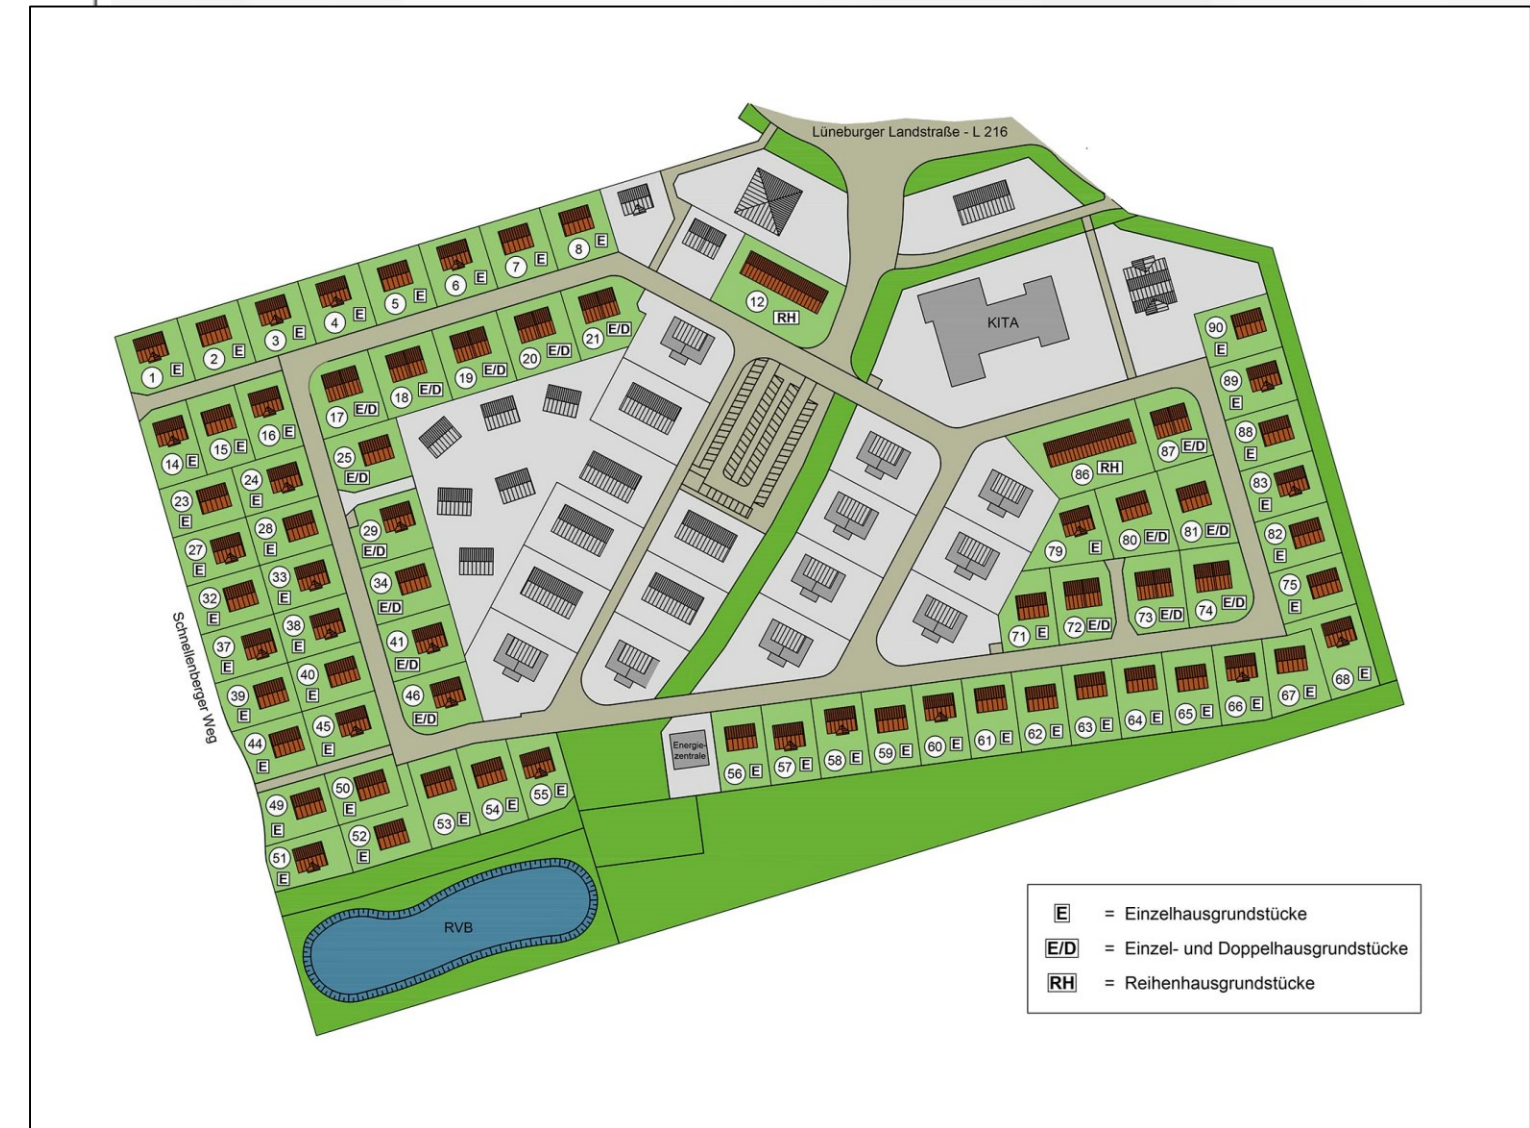 Lüneburger Landstraße - L 216
8 E
7 E
6 E
5 E
4 E
3 E
2 E
1 E
12
RH
KITA
21 E/D
20 E/D
19 E/D
18 E/D
17 E/D
16 E
15 E
14 E
25
E/D
24
E
23
E
28
E
27
E
29
E/D
33
E
32
E
34
E/D
38
E
37
E
41
E/D
40
E
39
E
46
E/D
45
E
44
E
Schnellenberger Weg
50
E
49
E
52
E
51
E
53 E
54 E
55 E
90
E
89
E
88
E
83
E
82
E
75
E
87 E/D
86 RH
81 E/D
80 E/D
79 E
74 E/D
73 E/D
72 E/D
71 E
68 E
67 E
66 E
65 E
64 E
63 E
62 E
61 E
60 E
59 E
58 E
57 E
56 E
Energie-
zentrale
RVB
E = Einzelhausgrundstücke
E/D = Einzel- und Doppelhausgrundstücke
RH = Reihenhausgrundstücke